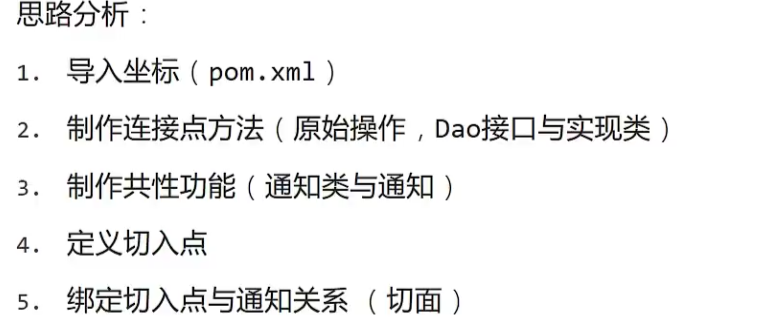 思路分析：
1. 导入坐标（pom.xml）
2. 制作连接点方法（原始操作，Dao接口与实现类）
3. 制作共性功能（通知类与通知）
4. 定义切入点
5. 绑定切入点与通知关系 （切面）